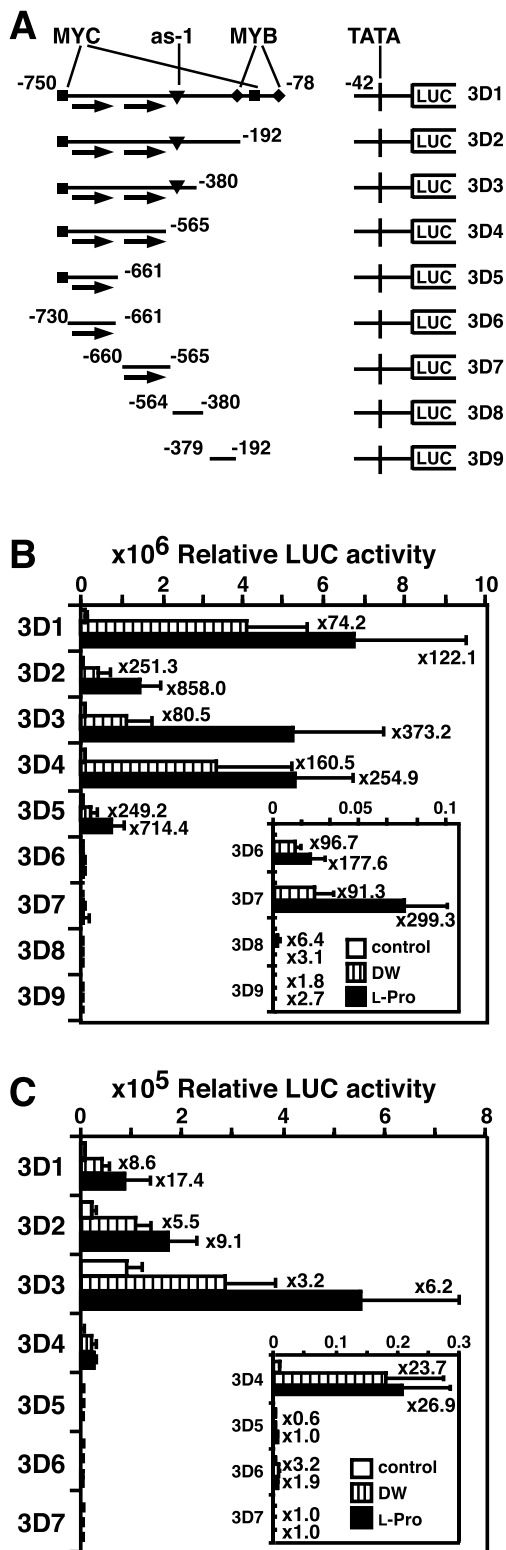 A
MYC as-1 MYB TATA
-750 -78 -42 LUC 3D1
-192 LUC 3D2
-380 LUC 3D3
-565 LUC 3D4
-661 LUC 3D5
-730 -661 LUC 3D6
-660 -565 LUC 3D7
-564 -380 LUC 3D8
-379 -192 LUC 3D9
B
x10⁶ Relative LUC activity
0 2 4 6 8 10
3D1 x74.2
x122.1
3D2 x251.3
x858.0
3D3 x80.5
x373.2
3D4 x160.5
x254.9
3D5 x249.2
x714.4
3D6
3D7
3D8
3D9
0 0.05 0.1
3D6 x96.7
x177.6
3D7 x91.3
x299.3
3D8 x6.4
x3.1
3D9 x1.8
x2.7
control
DW
L-Pro
C
x10⁵ Relative LUC activity
0 2 4 6 8
3D1 x8.6
x17.4
3D2 x5.5
x9.1
3D3 x3.2
x6.2
3D4
3D5
3D6
3D7
0 0.1 0.2 0.3
3D4 x23.7
x26.9
3D5 x0.6
x1.0
3D6 x3.2
x1.9
3D7 x1.0
x1.0
control
DW
L-Pro